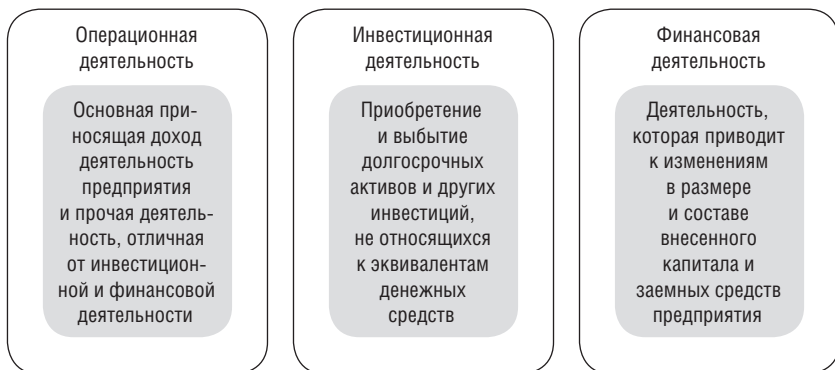 Операционная
деятельность
Основная при-
носящая доход
деятельность
предприятия
и прочая деятель-
ность, отличная
от инвестицион-
ной и финансовой
деятельности
Инвестиционная
деятельность
Приобретение
и выбытие
долгосрочных
активов и других
инвестиций,
не относящихся
к эквивалентам
денежных
средств
Финансовая
деятельность
Деятельность,
которая приводит
к изменениям
в размере
и составе
внесенного
капитала и
заемных средств
предприятия